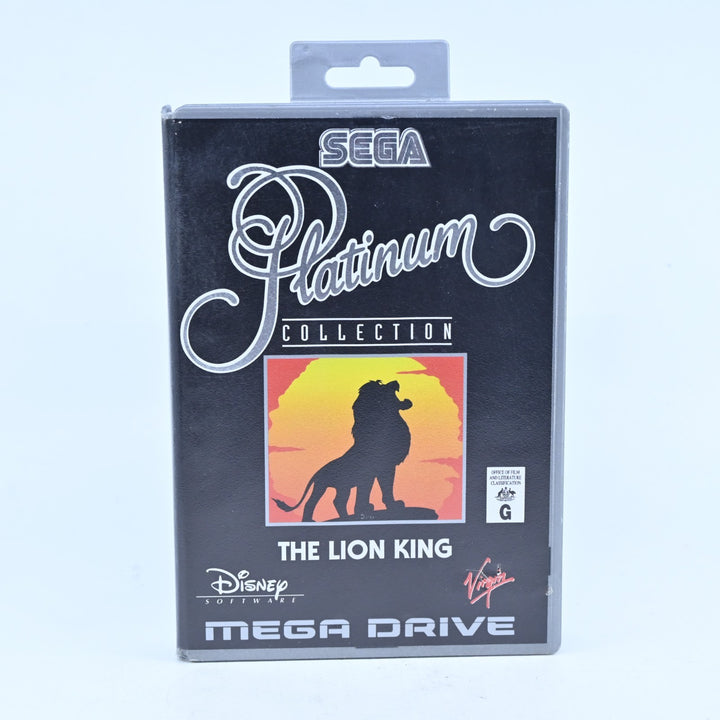 SEGA
Platinum
COLLECTION
OFFICE OF FILM
AND LITERATURE
CLASSIFICATION
G
THE LION KING
Disney
SOFTWARE
Virgin
MEGA DRIVE